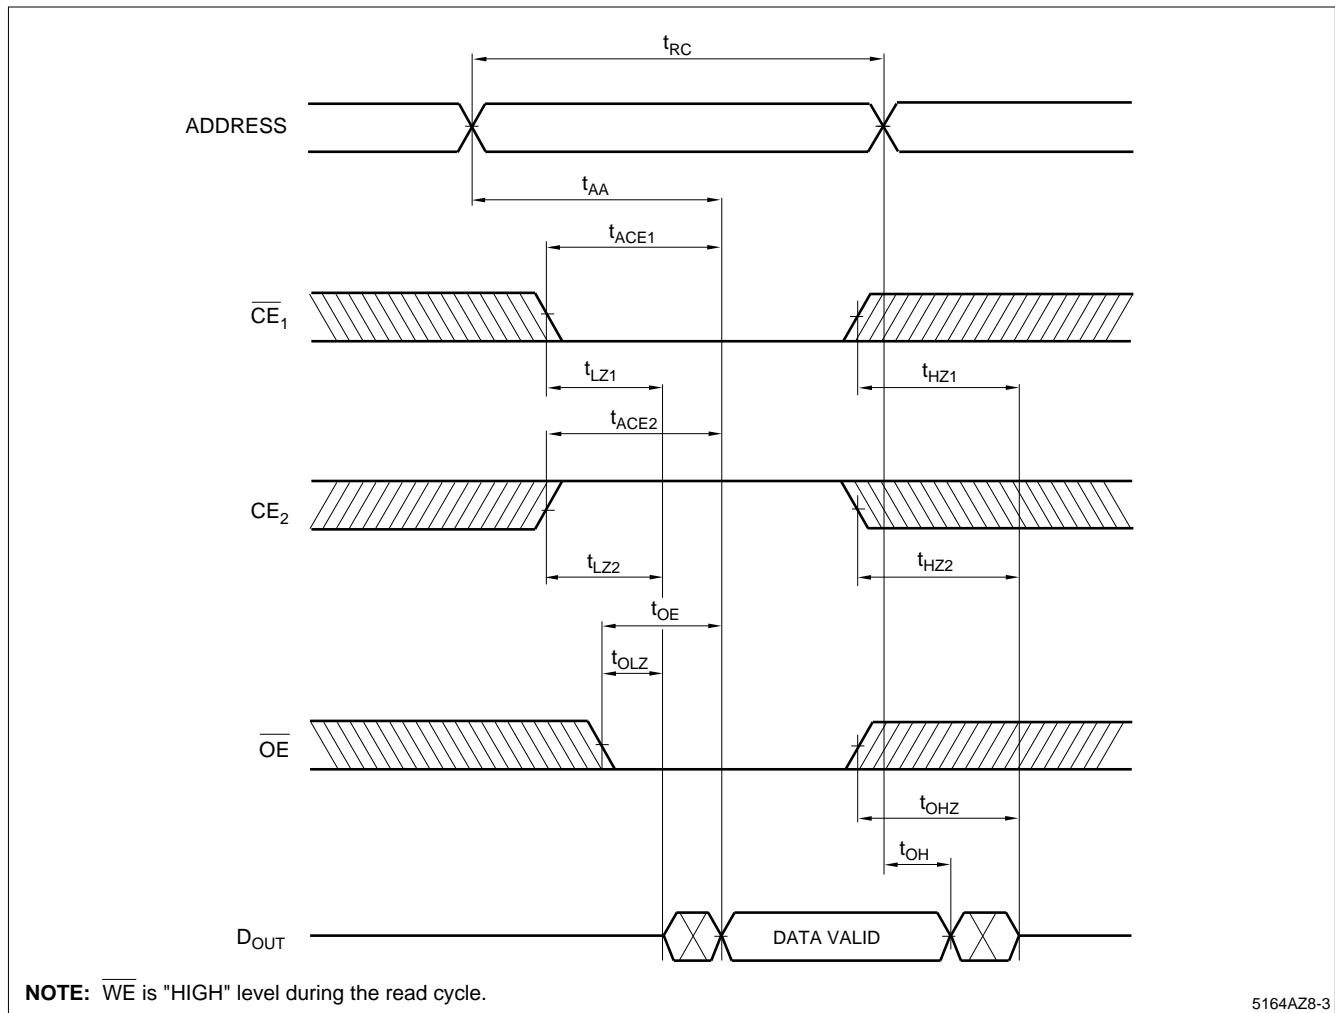 tRC
ADDRESS
tAA
tACE1
CE1
tLZ1
tHZ1
tACE2
CE2
tLZ2
tHZ2
tOE
tOLZ
OE
tOHZ
tOH
DOUT
DATA VALID
NOTE: WE is "HIGH" level during the read cycle.
5164AZ8-3